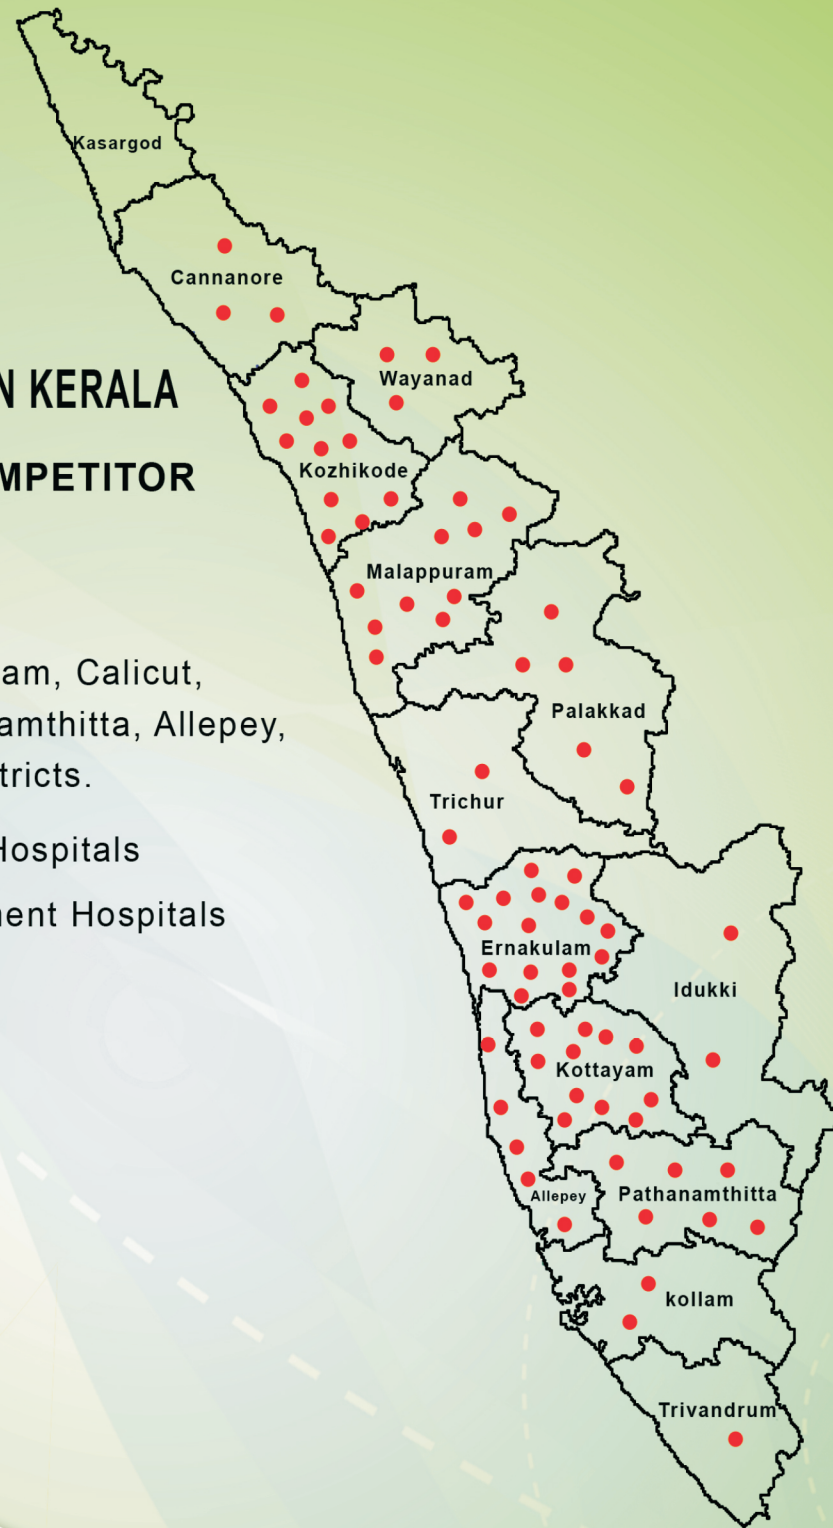 Kasargod
Cannanore
Wayanad
N KERALA
Kozhikode
MPETITOR
Malappuram
am, Calicut,
Palakkad
amthitta, Allepey,
tricts.
Trichur
Hospitals
nent Hospitals
Ernakulam
Idukki
Kottayam
Allepey
Pathanamthitta
kollam
Trivandrum